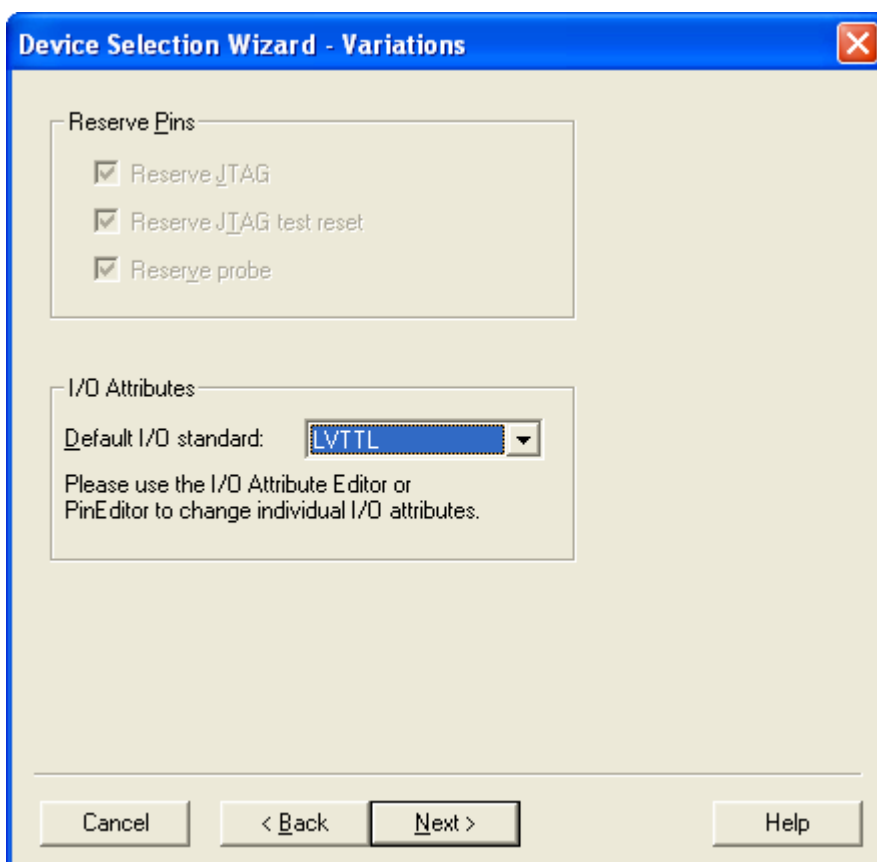 Device Selection Wizard - Variations
Reserve Pins
Reserve JTAG
Reserve JTAG test reset
Reserve probe
I/O Attributes
Default I/O standard: LVTTL
Please use the I/O Attribute Editor or
PinEditor to change individual I/O attributes.
Cancel < Back Next > Help